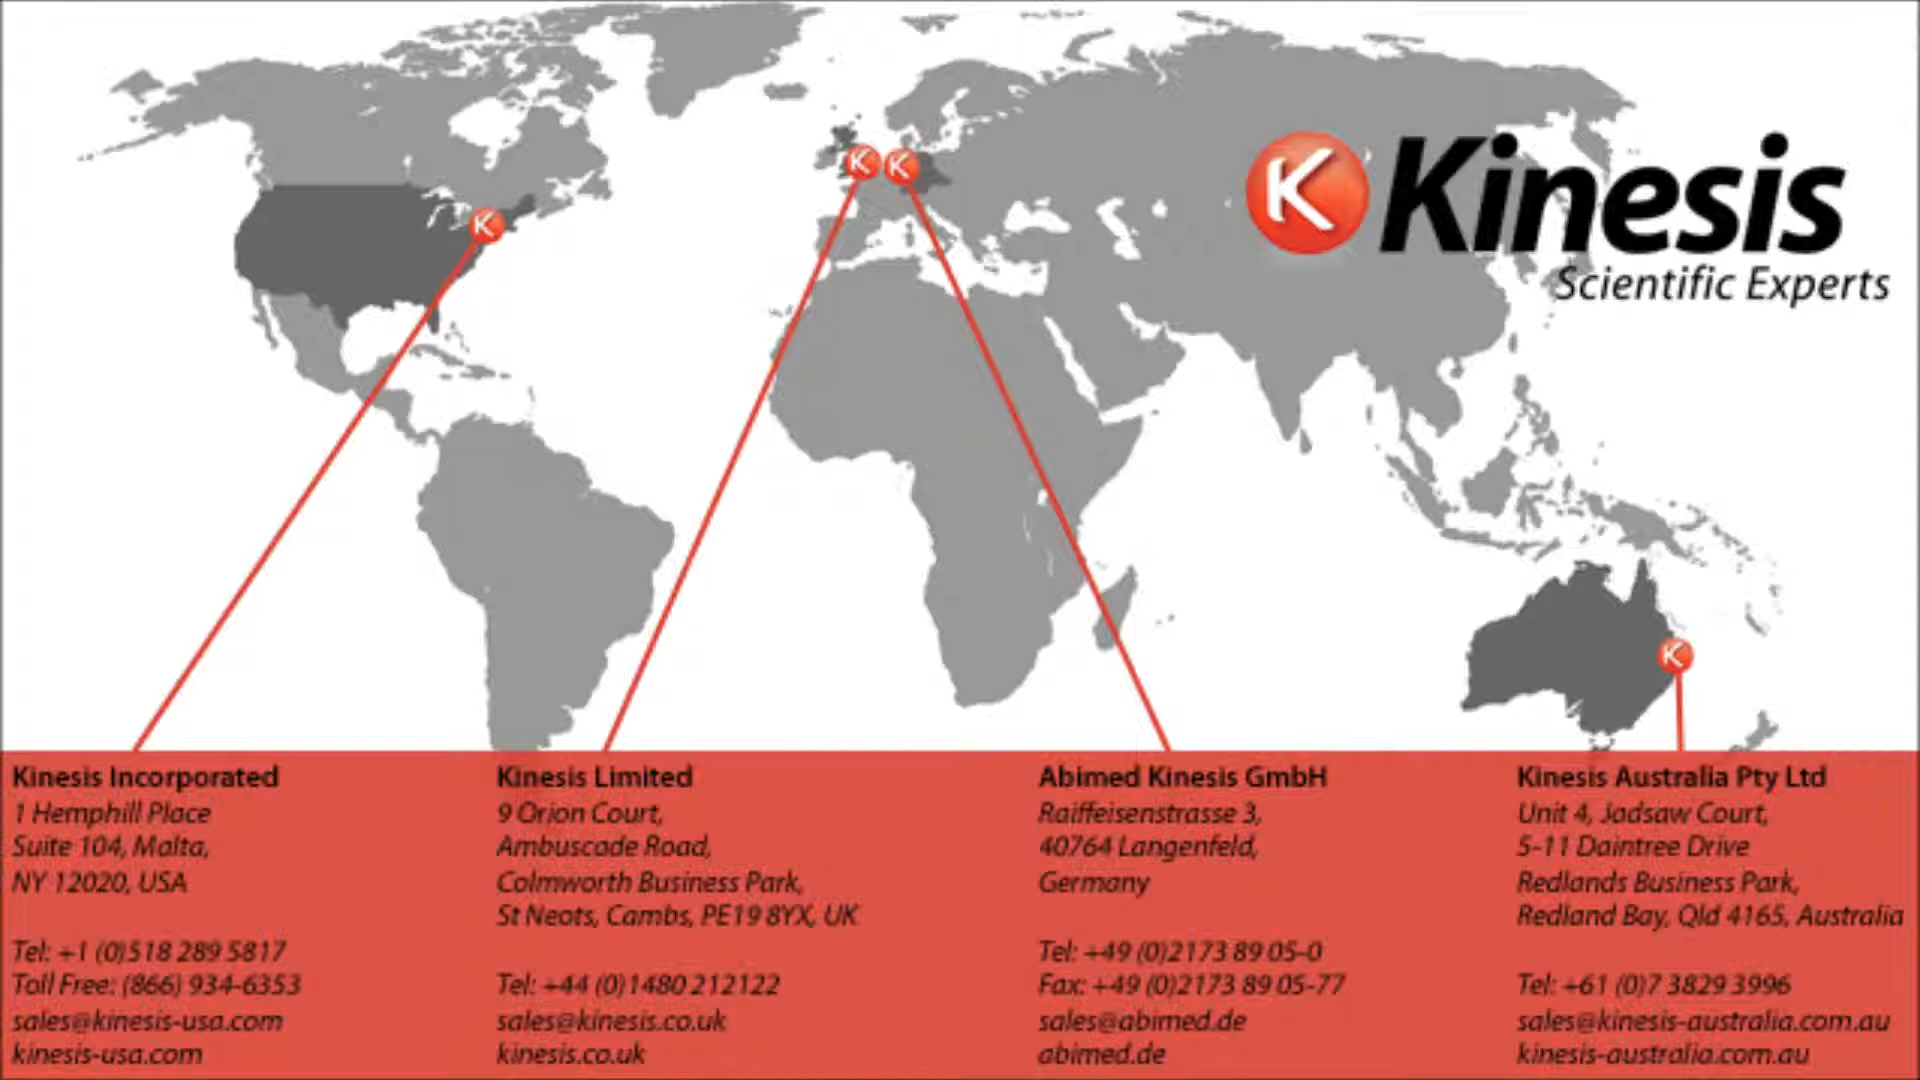 K Kinesis
Scientific Experts
K
K
K
K
Kinesis Incorporated
1 Hemphill Place
Suite 104, Malta,
NY 12020, USA
Tel: +1 (0)518 289 5817
Toll Free: (866) 934-6353
sales@kinesis-usa.com
kinesis-usa.com
Kinesis Limited
9 Orion Court,
Ambuscade Road,
Colmworth Business Park,
St Neots, Cambs, PE19 8YX, UK
Tel: +44 (0)1480 212122
sales@kinesis.co.uk
kinesis.co.uk
Abimed Kinesis GmbH
Raiffeisenstrasse 3,
40764 Langenfeld,
Germany
Tel: +49 (0)2173 89 05-0
Fax: +49 (0)2173 89 05-77
sales@abimed.de
abimed.de
Kinesis Australia Pty Ltd
Unit 4, Jadsaw Court,
5-11 Daintree Drive
Redlands Business Park,
Redland Bay, Qld 4165, Australia
Tel: +61 (0)7 3829 3996
sales@kinesis-australia.com.au
kinesis-australia.com.au